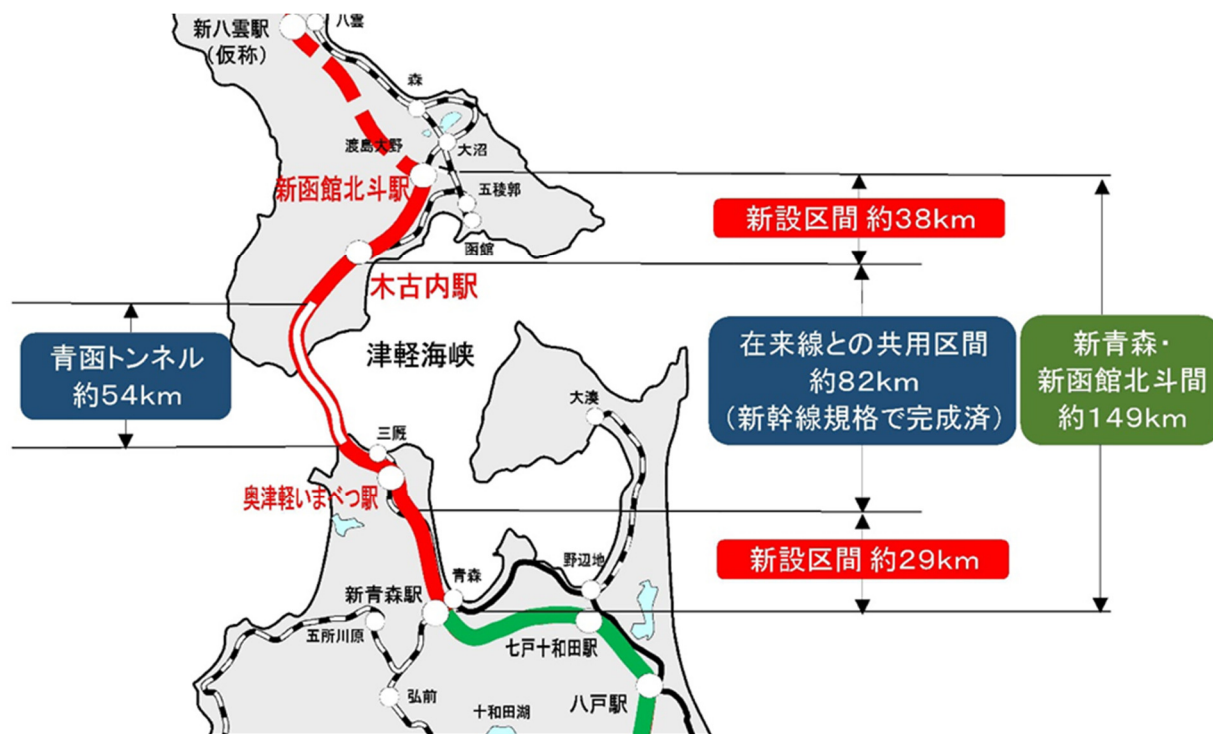 新八雲駅
(仮称)
八雲
森
渡島大野
大沼
新函館北斗駅
五稜郭
函館
木古内駅
新設区間 約38km
青函トンネル
約54km
津軽海峡
在来線との共用区間
約82km
(新幹線規格で完成済)
新青森・
新函館北斗間
約149km
大湊
三厩
奥津軽いまべつ駅
新設区間 約29km
青森
野辺地
新青森駅
五所川原
七戸十和田駅
弘前
十和田湖
八戸駅